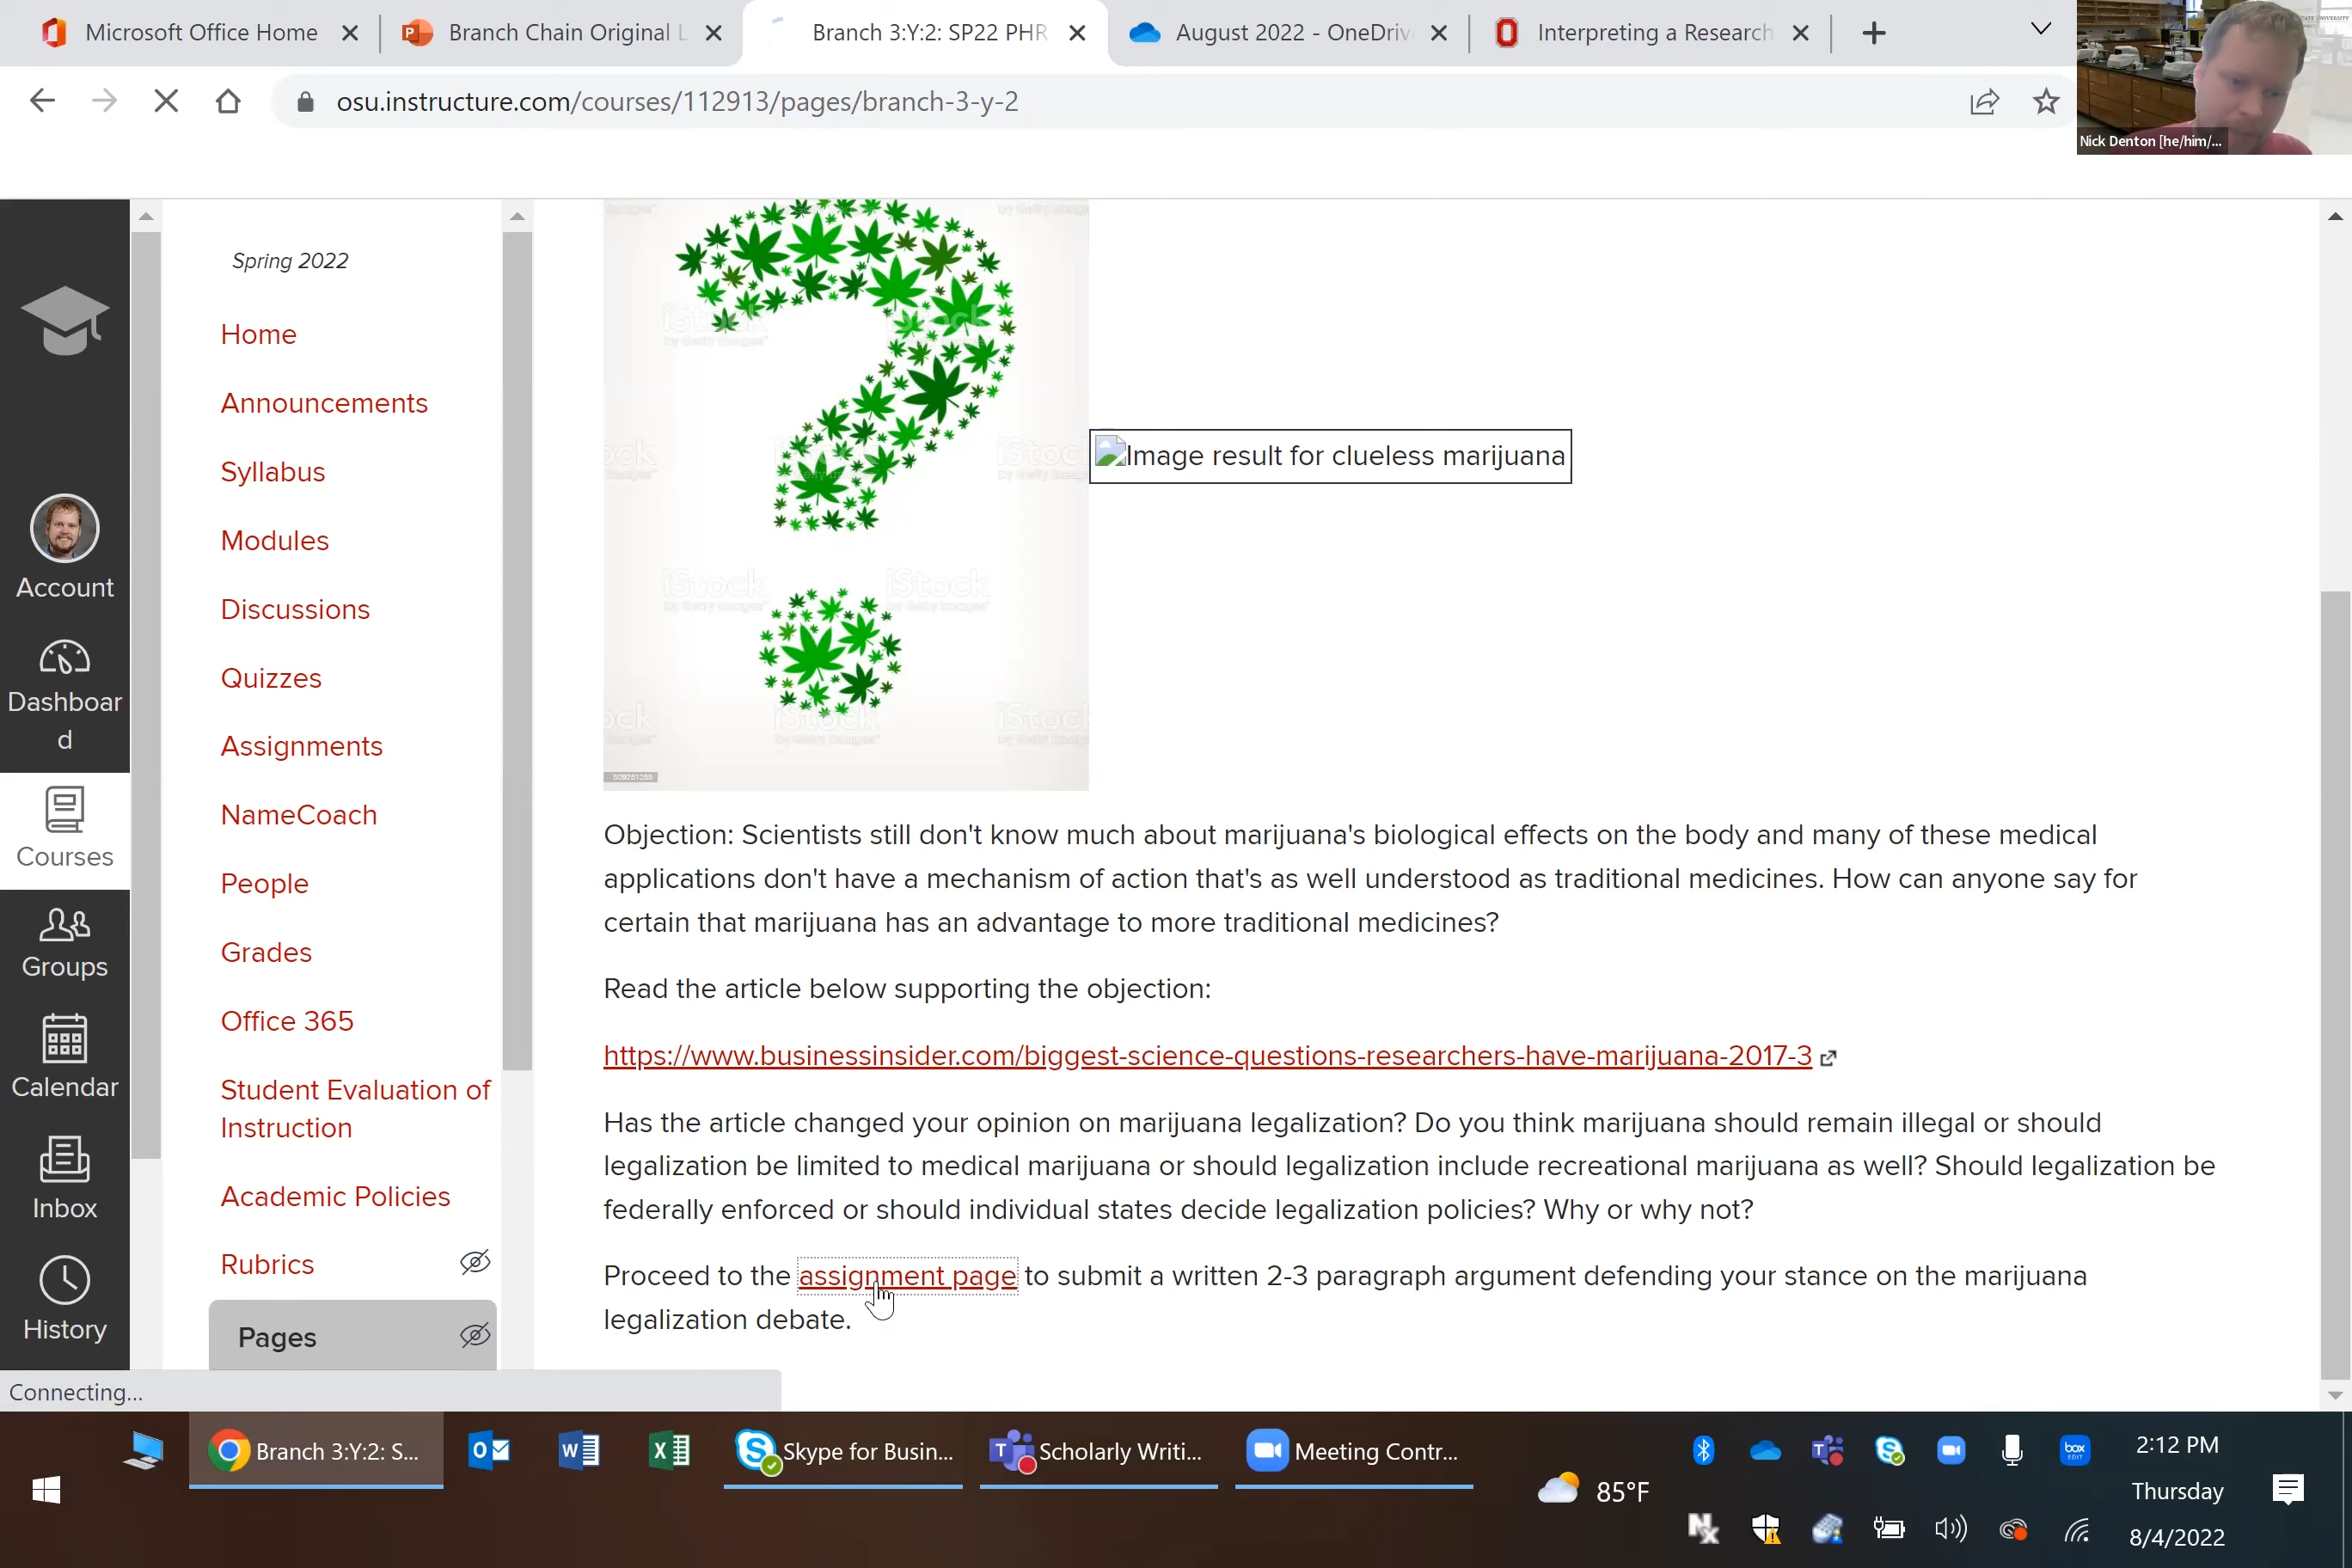 Microsoft Office Home
Branch Chain Original L
Branch 3:Y:2: SP22 PHR
August 2022 - OneDriv
Interpreting a Research
osu.instructure.com/courses/112913/pages/branch-3-y-2
Nick Denton [he/him/...
Spring 2022
Home
Announcements
Syllabus
Modules
Discussions
Quizzes
Assignments
NameCoach
People
Grades
Office 365
Student Evaluation of
Instruction
Academic Policies
Rubrics
Pages
Account
Dashboar
d
Courses
Groups
Calendar
Inbox
History
iStock
by Getty Images
Image result for clueless marijuana
Objection: Scientists still don't know much about marijuana's biological effects on the body and many of these medical
applications don't have a mechanism of action that's as well understood as traditional medicines. How can anyone say for
certain that marijuana has an advantage to more traditional medicines?
Read the article below supporting the objection:
https://www.businessinsider.com/biggest-science-questions-researchers-have-marijuana-2017-3
Has the article changed your opinion on marijuana legalization? Do you think marijuana should remain illegal or should
legalization be limited to medical marijuana or should legalization include recreational marijuana as well? Should legalization be
federally enforced or should individual states decide legalization policies? Why or why not?
Proceed to the assignment page to submit a written 2-3 paragraph argument defending your stance on the marijuana
legalization debate.
Connecting...
Branch 3:Y:2: S...
Skype for Busin...
Scholarly Writi...
Meeting Contr...
85°F
2:12 PM
Thursday
8/4/2022